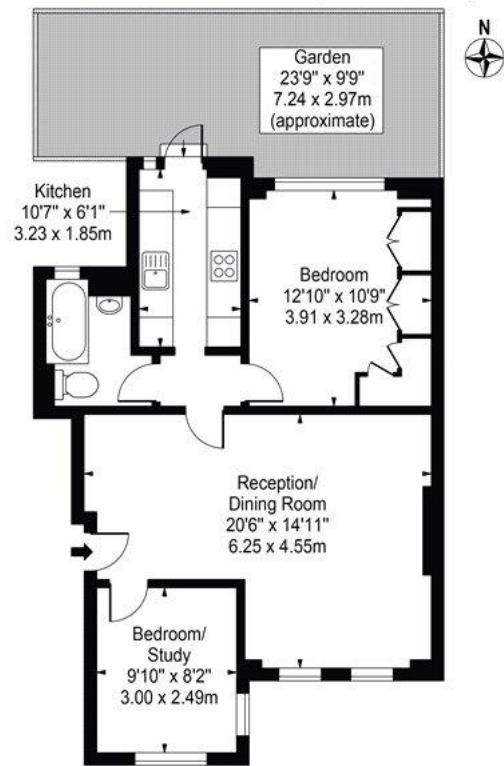 N
Garden
23'9" x 9'9"
7.24 x 2.97m
(approximate)
Kitchen
10'7" x 6'1"
3.23 x 1.85m
Bedroom
12'10" x 10'9"
3.91 x 3.28m
Reception/
Dining Room
20'6" x 14'11"
6.25 x 4.55m
Bedroom/
Study
9'10" x 8'2"
3.00 x 2.49m